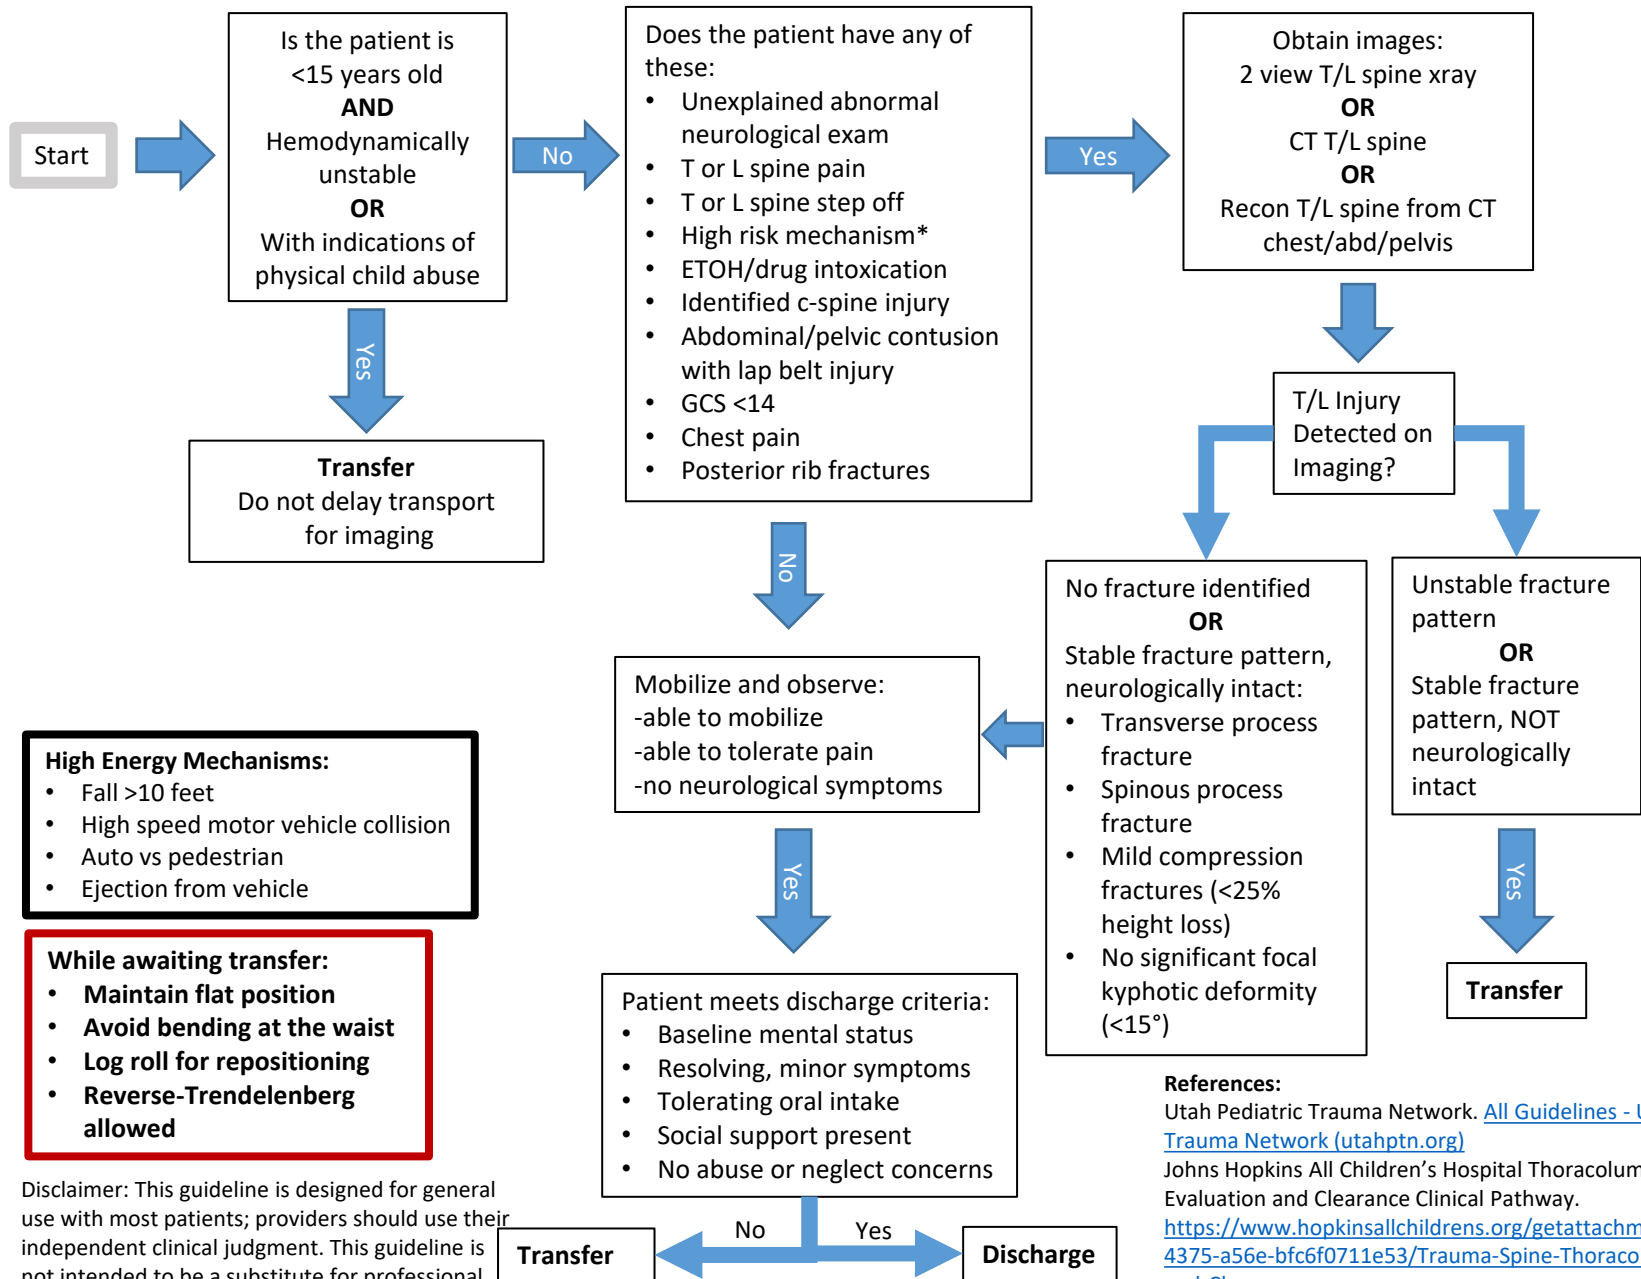 Start
Is the patient is
<15 years old
AND
Hemodynamically
unstable
OR
With indications of
physical child abuse
No
Does the patient have any of
these:
• Unexplained abnormal
neurological exam
• T or L spine pain
• T or L spine step off
• High risk mechanism*
• ETOH/drug intoxication
• Identified c-spine injury
• Abdominal/pelvic contusion
with lap belt injury
• GCS <14
• Chest pain
• Posterior rib fractures
Yes
Obtain images:
2 view T/L spine xray
OR
CT T/L spine
OR
Recon T/L spine from CT
chest/abd/pelvis
Yes
Transfer
Do not delay transport
for imaging
T/L Injury
Detected on
Imaging?
No
No fracture identified
OR
Stable fracture pattern,
neurologically intact:
• Transverse process
fracture
• Spinous process
fracture
• Mild compression
fractures (<25%
height loss)
• No significant focal
kyphotic deformity
(<15°)
Unstable fracture
pattern
OR
Stable fracture
pattern, NOT
neurologically
intact
Yes
Transfer
Mobilize and observe:
-able to mobilize
-able to tolerate pain
-no neurological symptoms
Yes
High Energy Mechanisms:
• Fall >10 feet
• High speed motor vehicle collision
• Auto vs pedestrian
• Ejection from vehicle
While awaiting transfer:
• Maintain flat position
• Avoid bending at the waist
• Log roll for repositioning
• Reverse-Trendelenberg
allowed
Patient meets discharge criteria:
• Baseline mental status
• Resolving, minor symptoms
• Tolerating oral intake
• Social support present
• No abuse or neglect concerns
No
Yes
Transfer
Discharge
Disclaimer: This guideline is designed for general
use with most patients; providers should use their
independent clinical judgment. This guideline is
not intended to be a substitute for professional
References:
Utah Pediatric Trauma Network. All Guidelines -
Trauma Network (utahptn.org)
Johns Hopkins All Children's Hospital
Evaluation and Clearance Clinical Pathway.
https://www.hopkinsallchildrens.org/getattachm
4375-a56e-bfc6f0711e53/Trauma-Spine-Thoraco